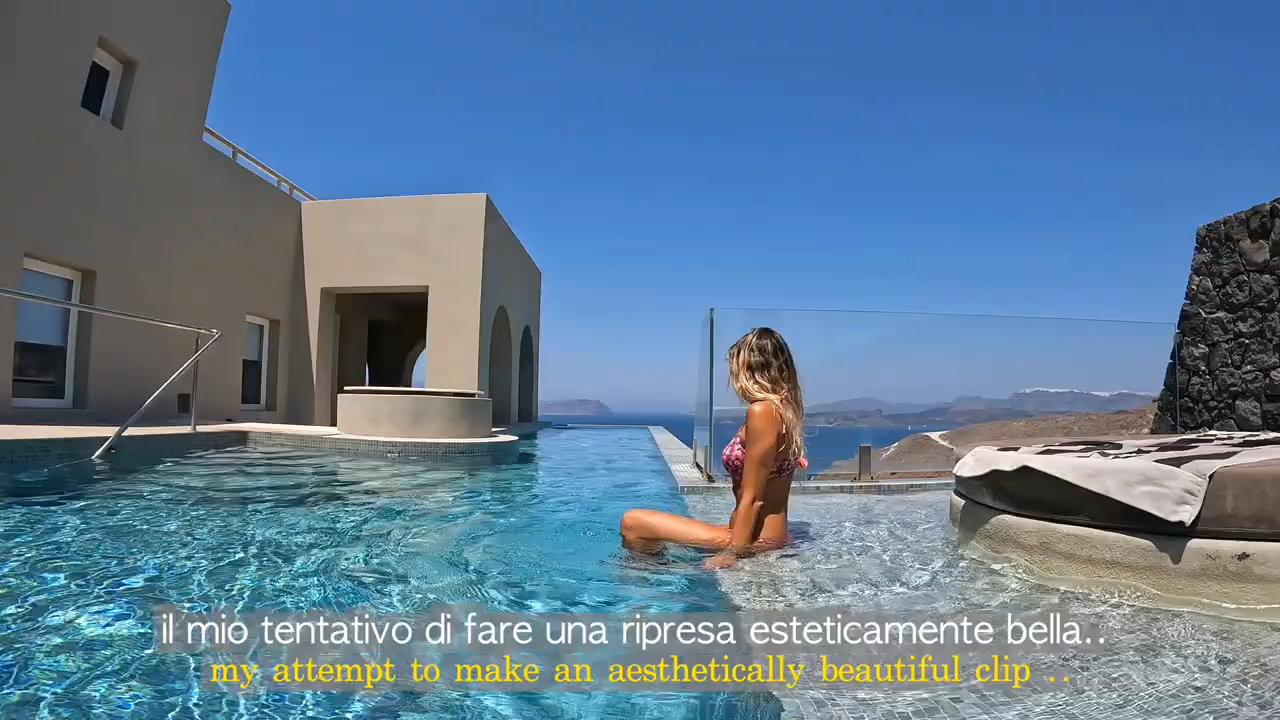 il mio tentativo di fare una ripresa esteticamente bella..
my attempt to make an aesthetically beautiful clip ..